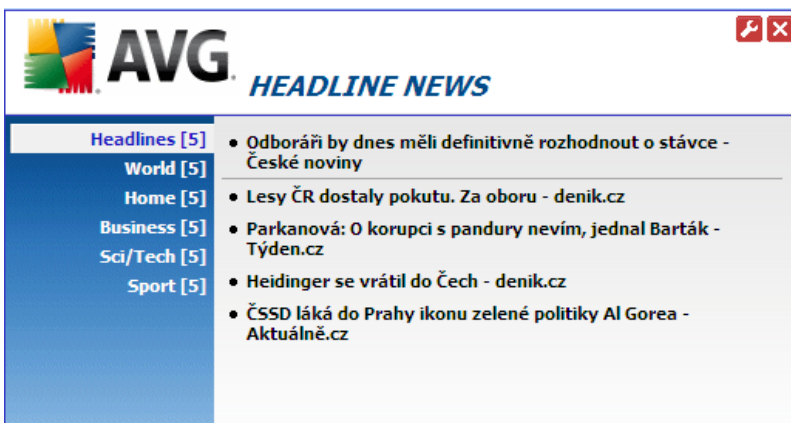 AVG
HEADLINE NEWS
Headlines [5]
World [5]
Home [5]
Business [5]
Sci/Tech [5]
Sport [5]
• Odboráři by dnes měli definitivně rozhodnout o stávce -
České noviny
• Lesy ČR dostaly pokutu. Za oboru - denik.cz
• Parkanová: O korupci s pandury nevím, jednal Barták -
Týden.cz
• Heidinger se vrátil do Čech - denik.cz
• ČSSD láká do Prahy ikonu zelené politiky Al Gorea -
Aktuálně.cz